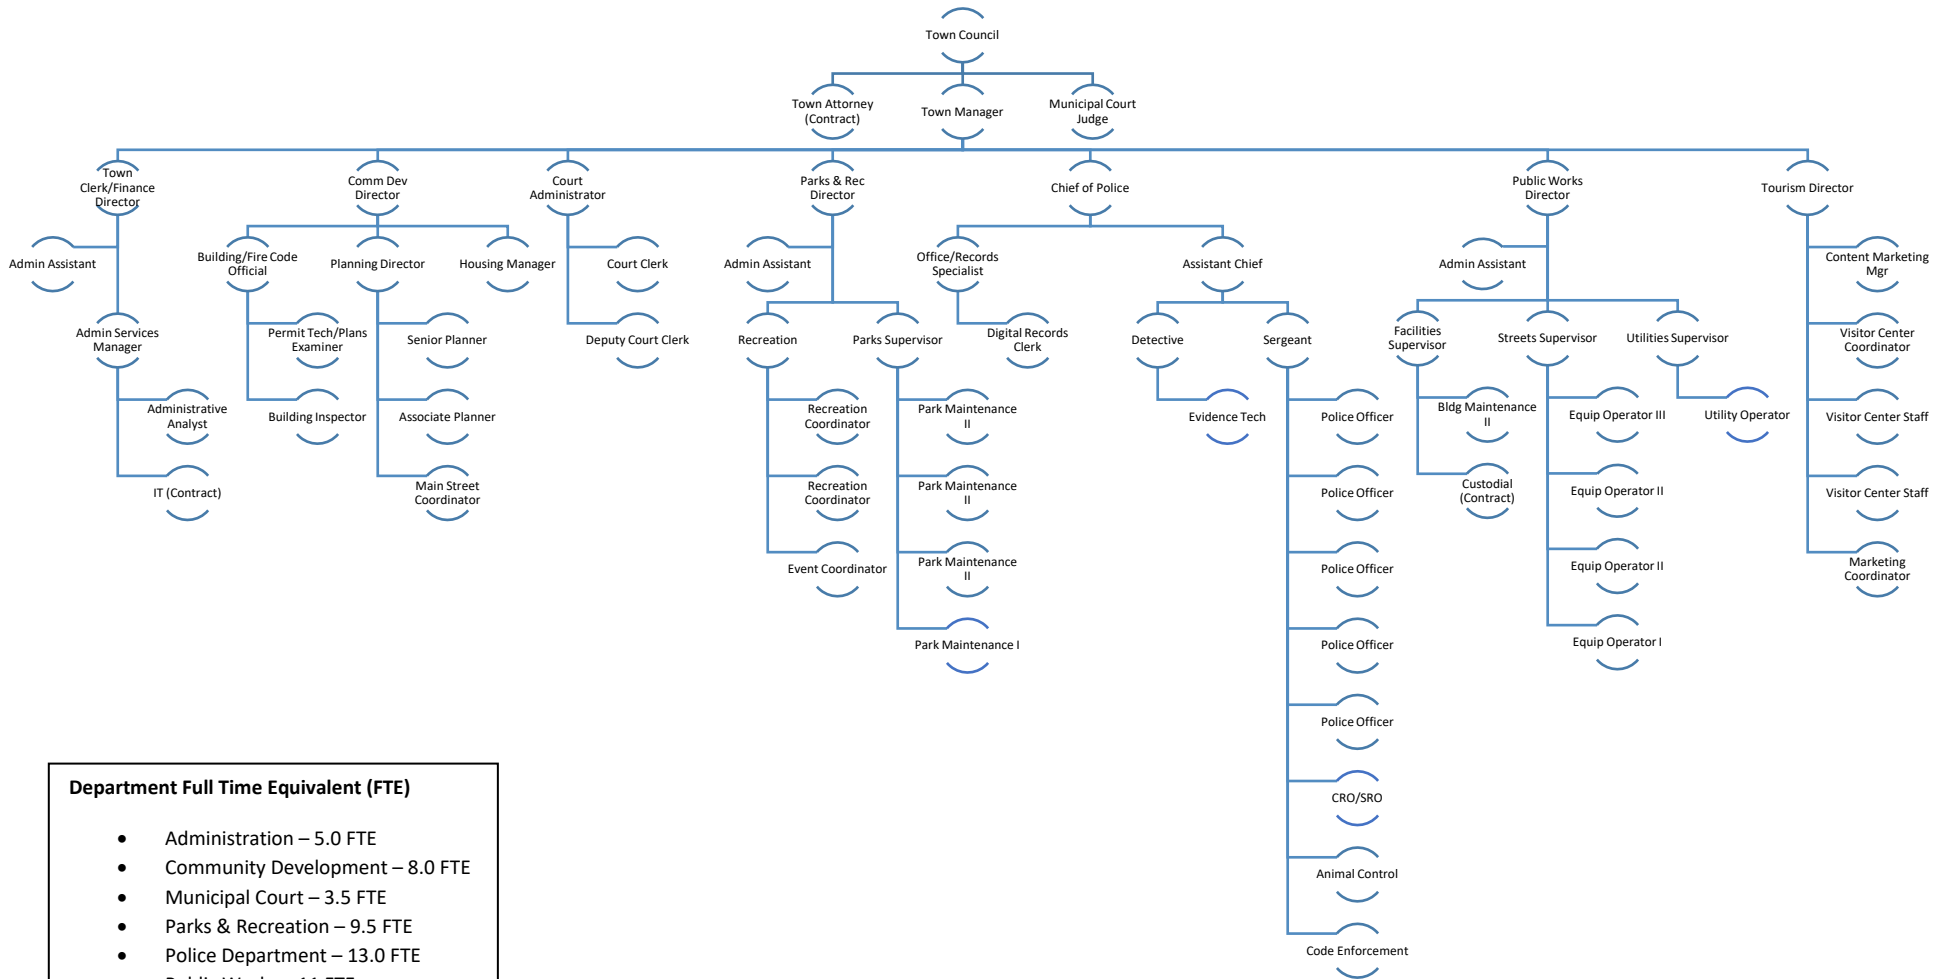 Town Council
Town Attorney
(Contract)
Town Manager
Municipal Court
Judge
Town
Clerk/Finance
Director
Comm Dev
Director
Court
Administrator
Parks & Rec
Director
Chief of Police
Public Works
Director
Tourism Director
Admin Assistant
Building/Fire Code
Official
Planning Director
Housing Manager
Court Clerk
Admin Assistant
Office/Records
Specialist
Assistant Chief
Admin Assistant
Content Marketing
Mgr
Admin Services
Manager
Permit Tech/Plans
Examiner
Senior Planner
Deputy Court Clerk
Recreation
Parks Supervisor
Digital Records
Clerk
Detective
Sergeant
Facilities
Supervisor
Streets Supervisor
Utilities Supervisor
Visitor Center
Coordinator
Administrative
Analyst
Building Inspector
Associate Planner
Recreation
Coordinator
Park Maintenance
II
Evidence Tech
Police Officer
Bldg Maintenance
II
Equip Operator III
Utility Operator
Visitor Center Staff
IT (Contract)
Main Street
Coordinator
Recreation
Coordinator
Park Maintenance
II
Police Officer
Custodial
(Contract)
Equip Operator II
Visitor Center Staff
Event Coordinator
Park Maintenance
II
Police Officer
Equip Operator II
Marketing
Coordinator
Park Maintenance I
Police Officer
Equip Operator I
Police Officer
CRO/SRO
Animal Control
Code Enforcement
Department Full Time Equivalent (FTE)
• Administration – 5.0 FTE
• Community Development – 8.0 FTE
• Municipal Court – 3.5 FTE
• Parks & Recreation – 9.5 FTE
• Police Department – 13.0 FTE